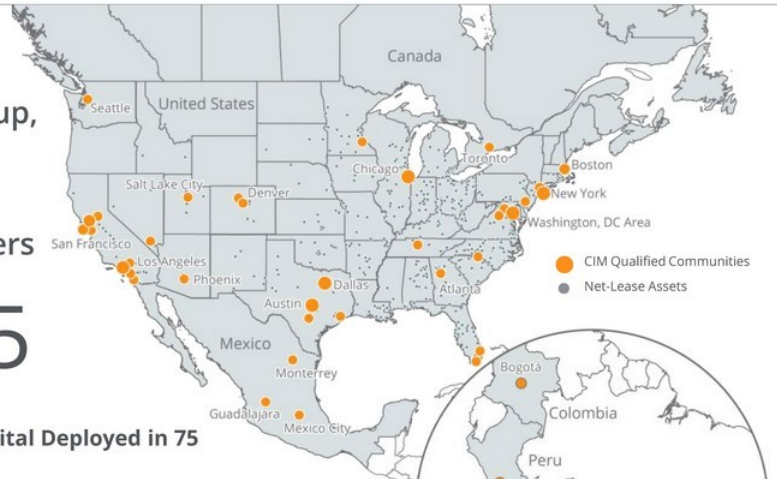 Canada
Seattle
United States
up,
Toronto
Boston
Chicago
Salt Lake City
Denver
New York
Washington, DC Area
San Francisco
ers
Los Angeles
CIM Qualified Communities
Phoenix
Dallas
Atlanta
Net-Lease Assets
Austin
5
Mexico
Monterrey
Bogotá
Guadalajara
Colombia
Mexico City
ital Deployed in 75
Peru